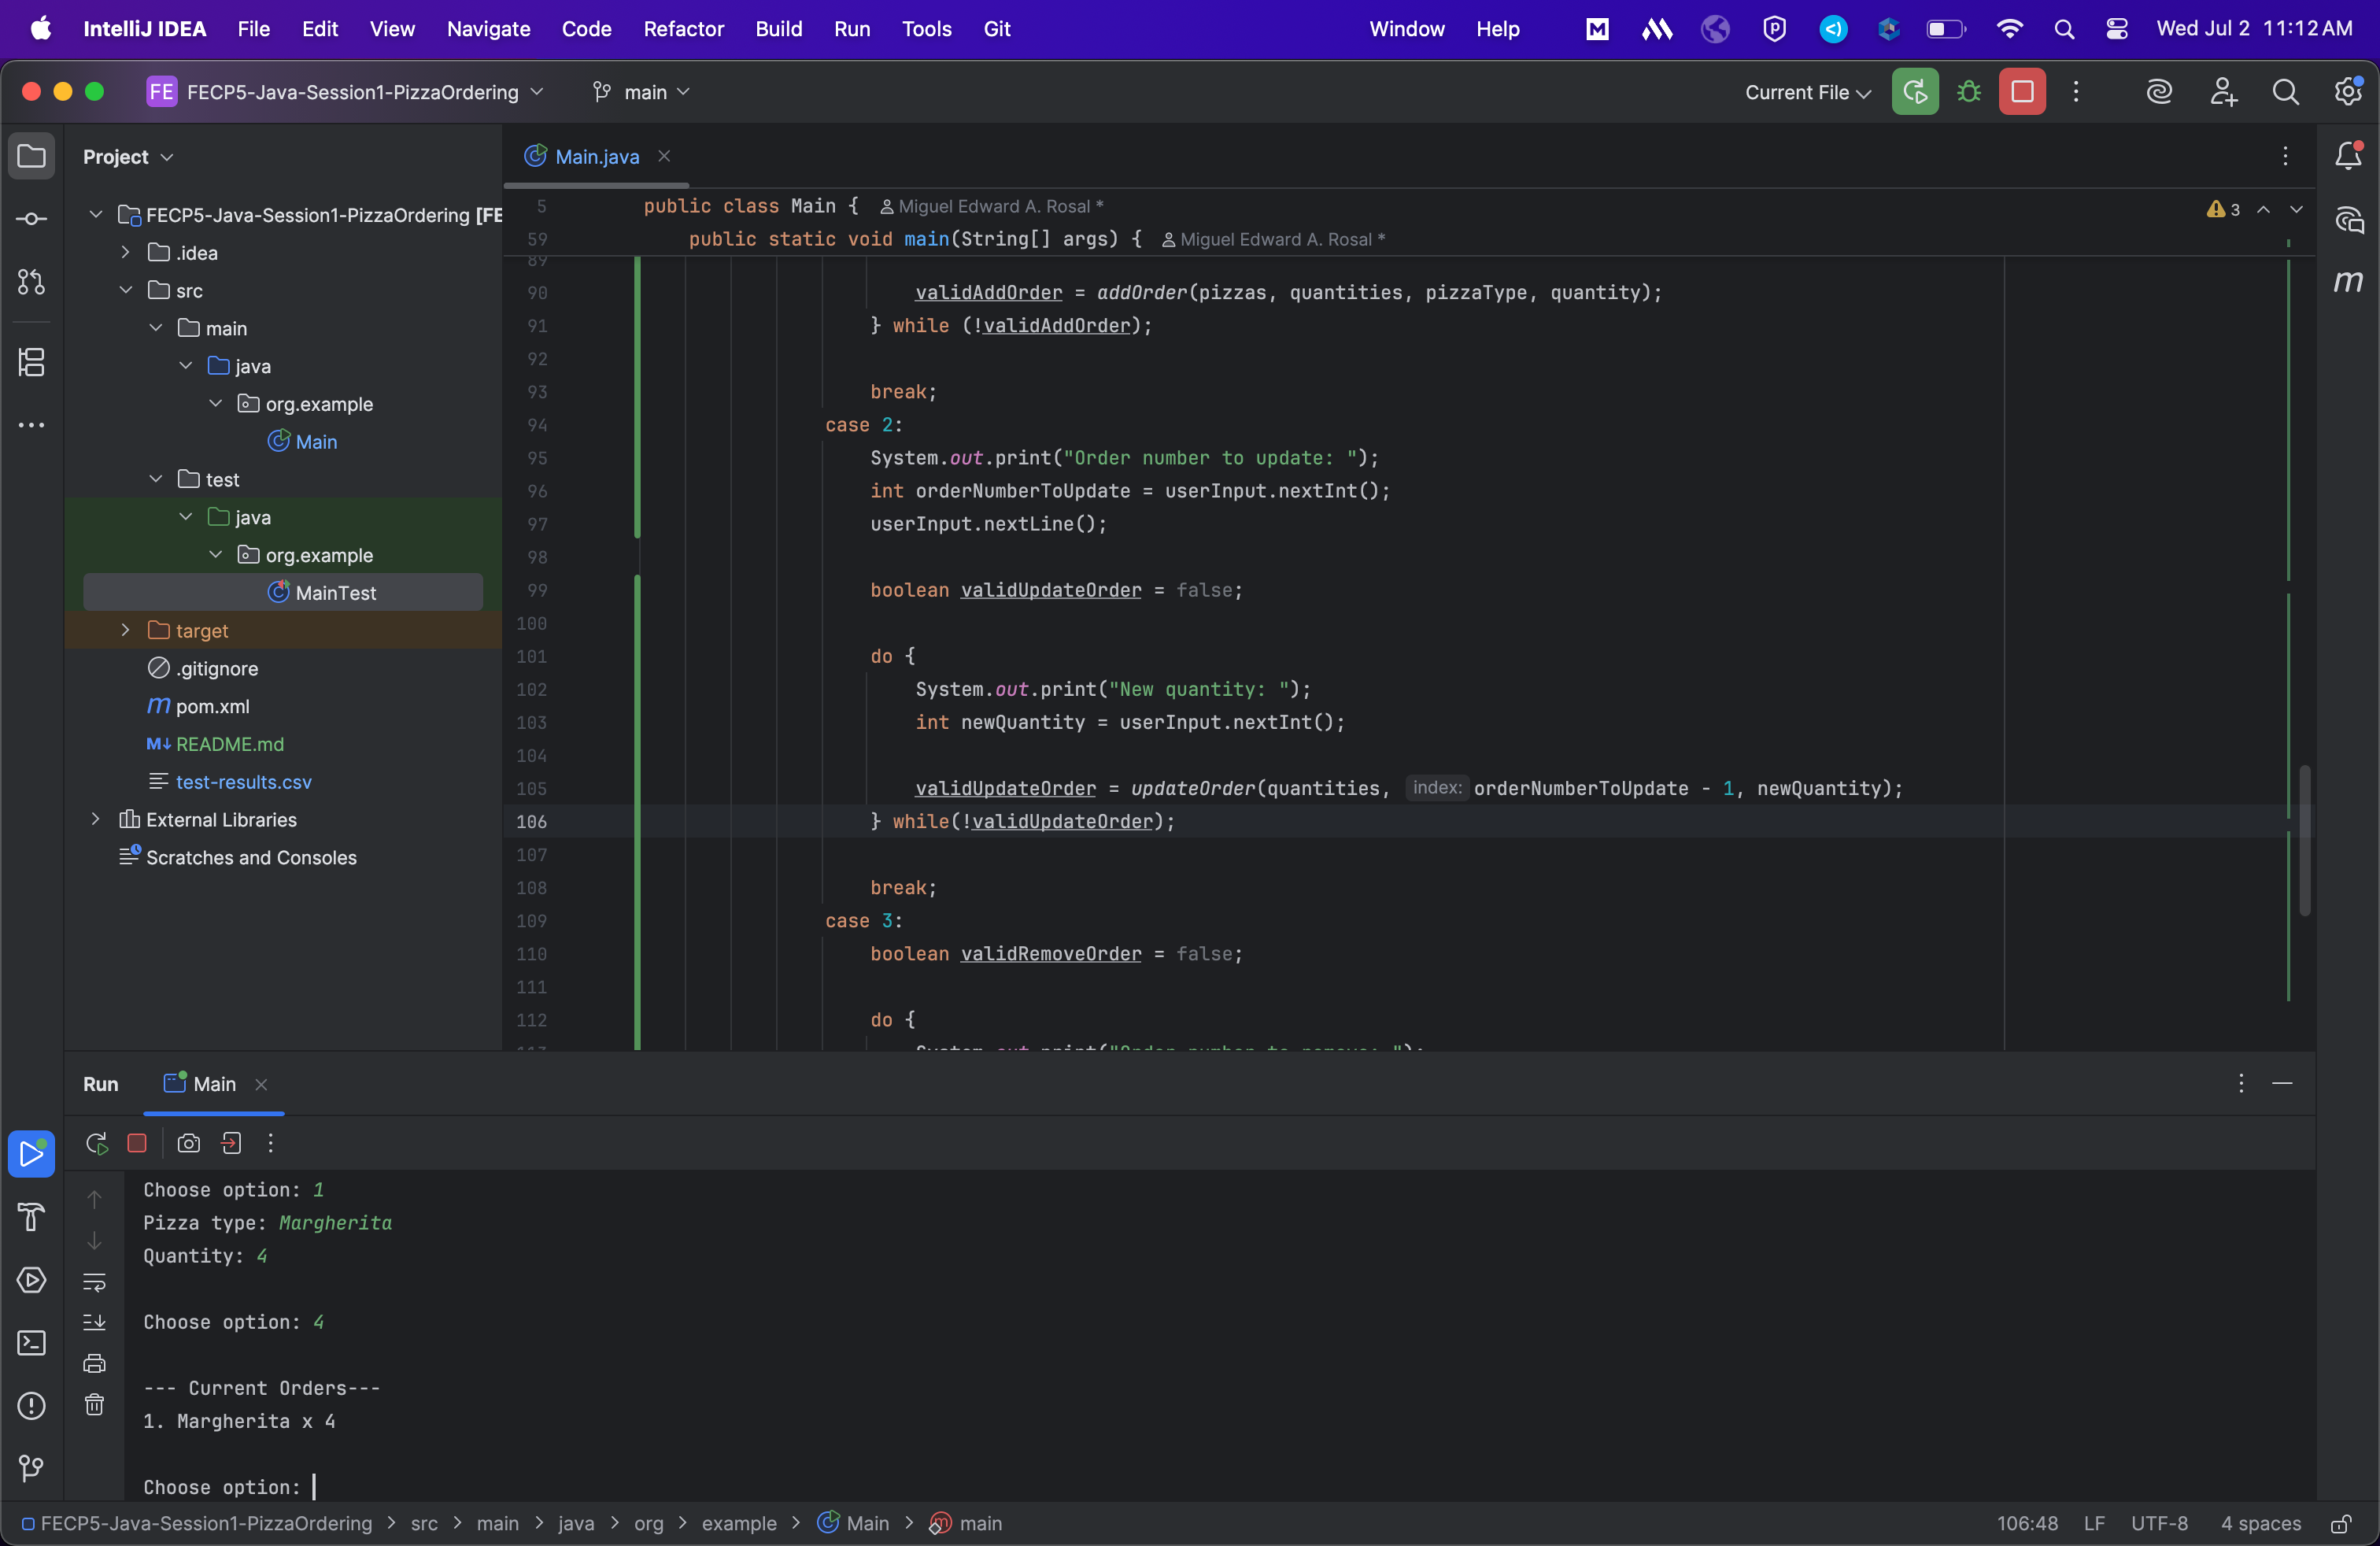 IntelliJ IDEA File Edit View Navigate Code Refactor Build Run Tools Git Window Help Wed Jul 2 11:12 AM
FE FECP5-Java-Session1-PizzaOrdering main Current File
Project
FECP5-Java-Session1-PizzaOrdering [FE
.idea
src
main
java
org.example
Main
test
java
org.example
MainTest
target
.gitignore
pom.xml
README.md
test-results.csv
External Libraries
Scratches and Consoles
Main.java
5 public class Main { Miguel Edward A. Rosal *
59 public static void main(String[] args) { Miguel Edward A. Rosal *
3
89
90 validAddOrder = addOrder(pizzas, quantities, pizzaType, quantity);
91 } while (!validAddOrder);
92
93 break;
94 case 2:
95 System.out.print("Order number to update: ");
96 int orderNumberToUpdate = userInput.nextInt();
97 userInput.nextLine();
98
99 boolean validUpdateOrder = false;
100
101 do {
102 System.out.print("New quantity: ");
103 int newQuantity = userInput.nextInt();
104
105 validUpdateOrder = updateOrder(quantities, index: orderNumberToUpdate - 1, newQuantity);
106 } while(!validUpdateOrder);
107
108 break;
109 case 3:
110 boolean validRemoveOrder = false;
111
112 do {
113 System.out.print("Order number to remove: ");
Run Main
Choose option: 1
Pizza type: Margherita
Quantity: 4
Choose option: 4
--- Current Orders---
1. Margherita x 4
Choose option:
FECP5-Java-Session1-PizzaOrdering > src > main > java > org > example > Main > main 106:48 LF UTF-8 4 spaces